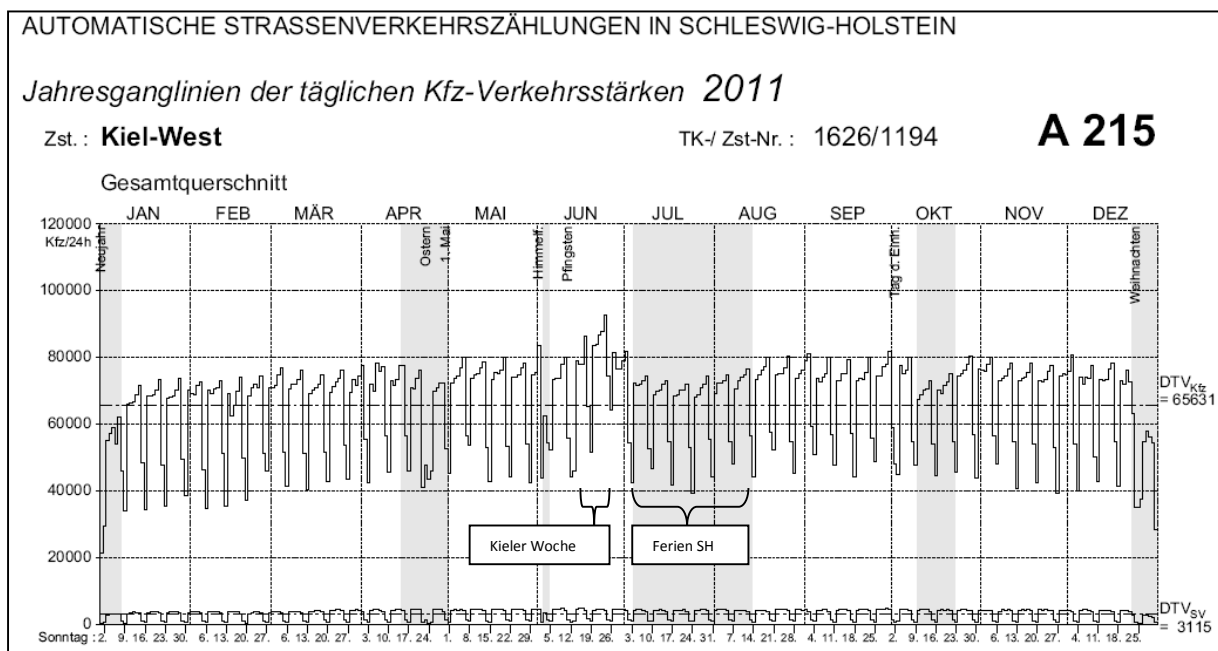 AUTOMATISCHE STRASSENVERKEHRSZÄHLUNGEN IN SCHLESWIG-HOLSTEIN
Jahresganglinien der täglichen Kfz-Verkehrsstärken 2011
Zst. : Kiel-West TK-/ Zst-Nr. : 1626/1194 A 215
Gesamtquerschnitt
JAN FEB MÄR APR MAI JUN JUL AUG SEP OKT NOV DEZ
120000
Kfz/24h
Neujahr
Ostern
1. Mai
Himmelf.
Pfingsten
Tag d. Einh.
Weihnachten
100000
80000
DTVKfz
= 65631
60000
40000
Kieler Woche
Ferien SH
20000
DTVSV
= 3115
0
Sonntag : 2. 9. 16. 23. 30. 6. 13. 20. 27. 6. 13. 20. 27. 3. 10. 17. 24. 1. 8. 15. 22. 29. 5. 12. 19. 26. 3. 10. 17. 24. 31. 7. 14. 21. 28. 4. 11. 18. 25. 2. 9. 16. 23. 30. 6. 13. 20. 27. 4. 11. 18. 25.